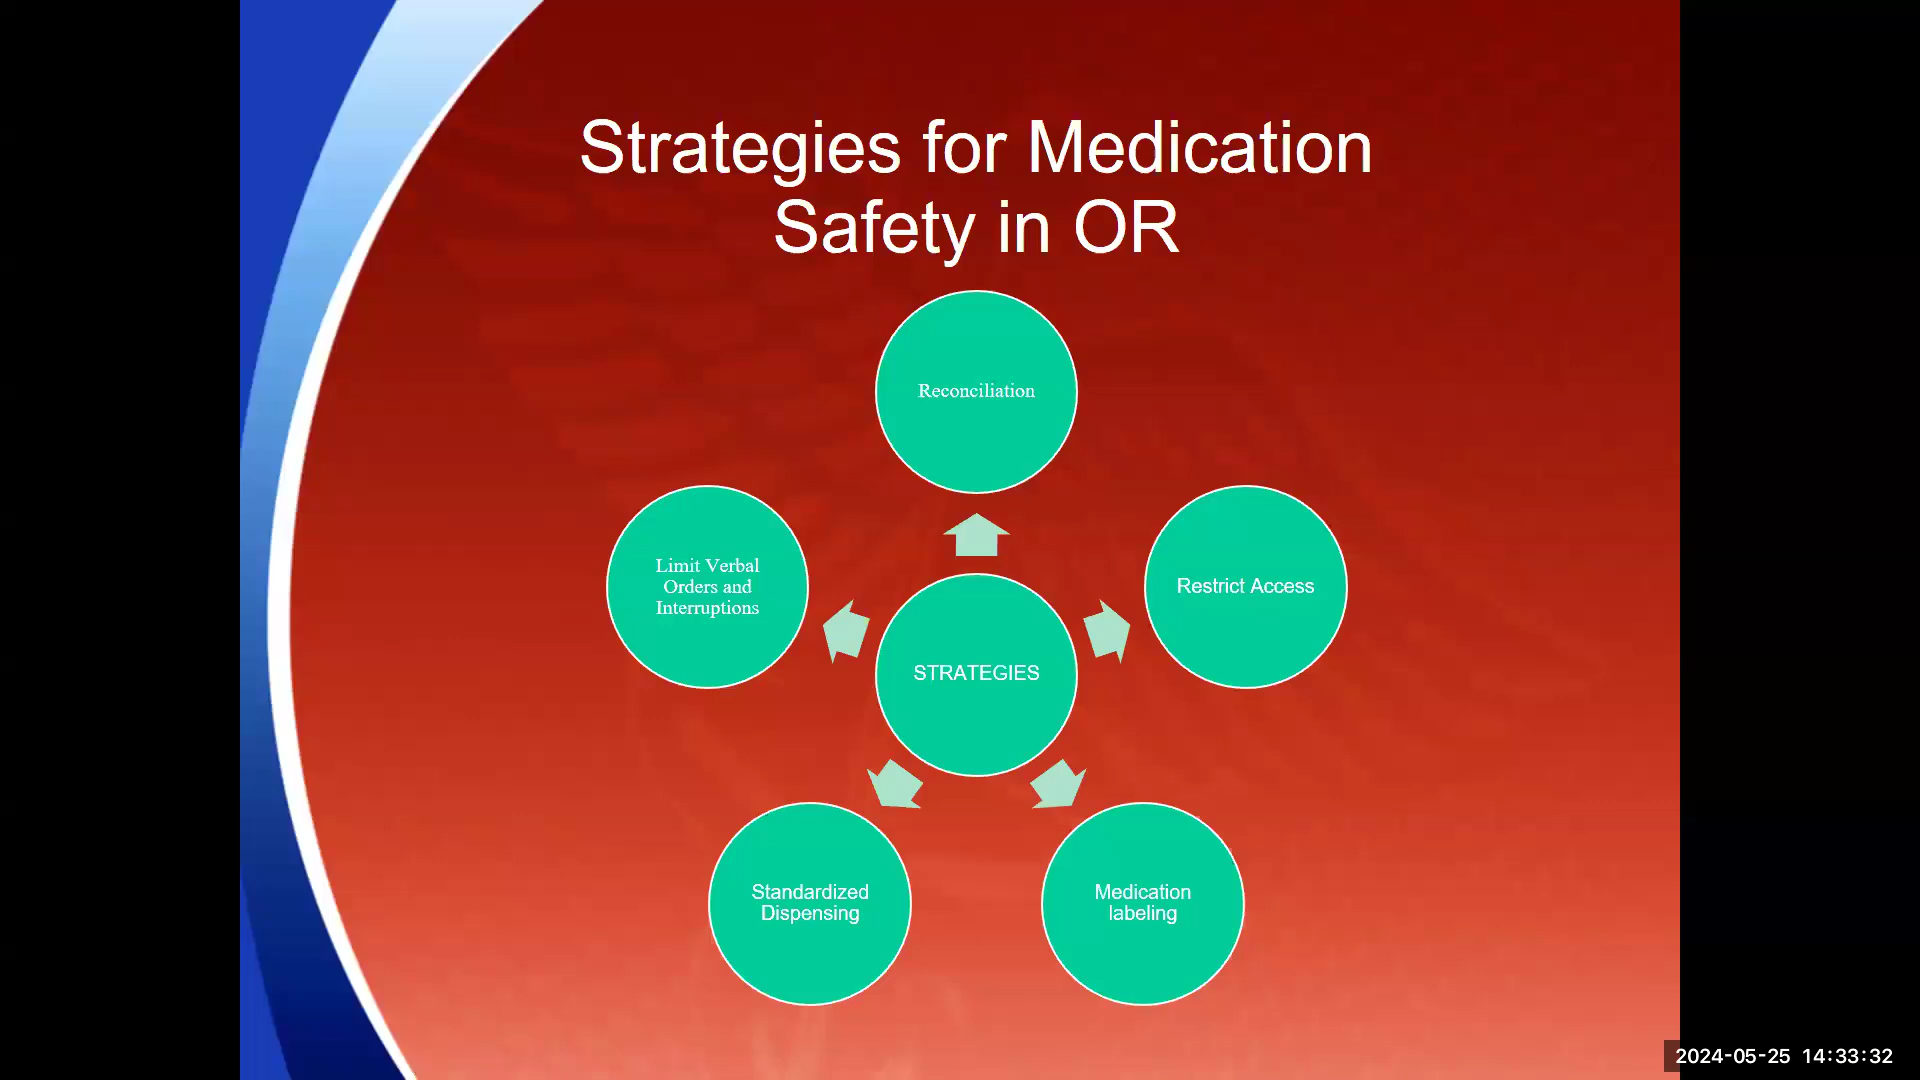 Strategies for Medication
Safety in OR
Reconciliation
Limit Verbal
Orders and
Interruptions
Restrict Access
STRATEGIES
Standardized
Dispensing
Medication
labeling
2024-05-25 14:33:32